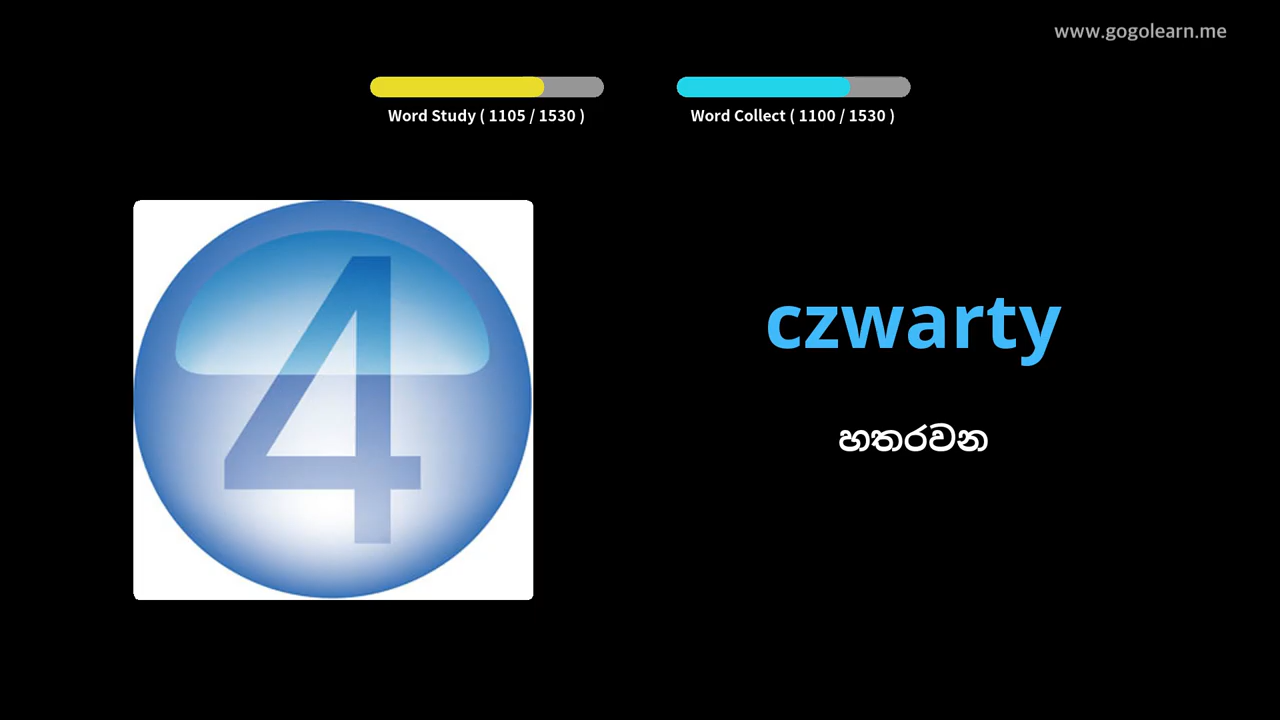 www.gogolearn.me
Word Study ( 1105 / 1530 )
Word Collect ( 1100 / 1530 )
4
czwarty
හතරවන